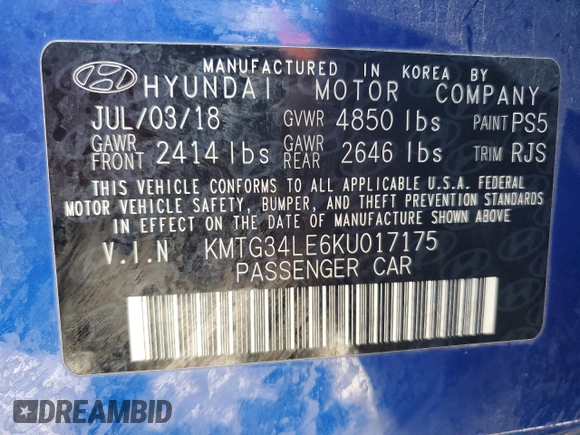 MANUFACTURED IN KOREA BY
HYUNDAI MOTOR COMPANY
JUL/03/18 GVWR 4850 lbs PAINT PS5
GAWR FRONT 2414 lbs GAWR REAR 2646 lbs TRIM RJS
THIS VEHICLE CONFORMS TO ALL APPLICABLE U.S.A. FEDERAL
MOTOR VEHICLE SAFETY, BUMPER, AND THEFT PREVENTION STANDARDS
IN EFFECT ON THE DATE OF MANUFACTURE SHOWN ABOVE
V.I.N KMTG34LE6KU017175
PASSENGER CAR
DREAMBID